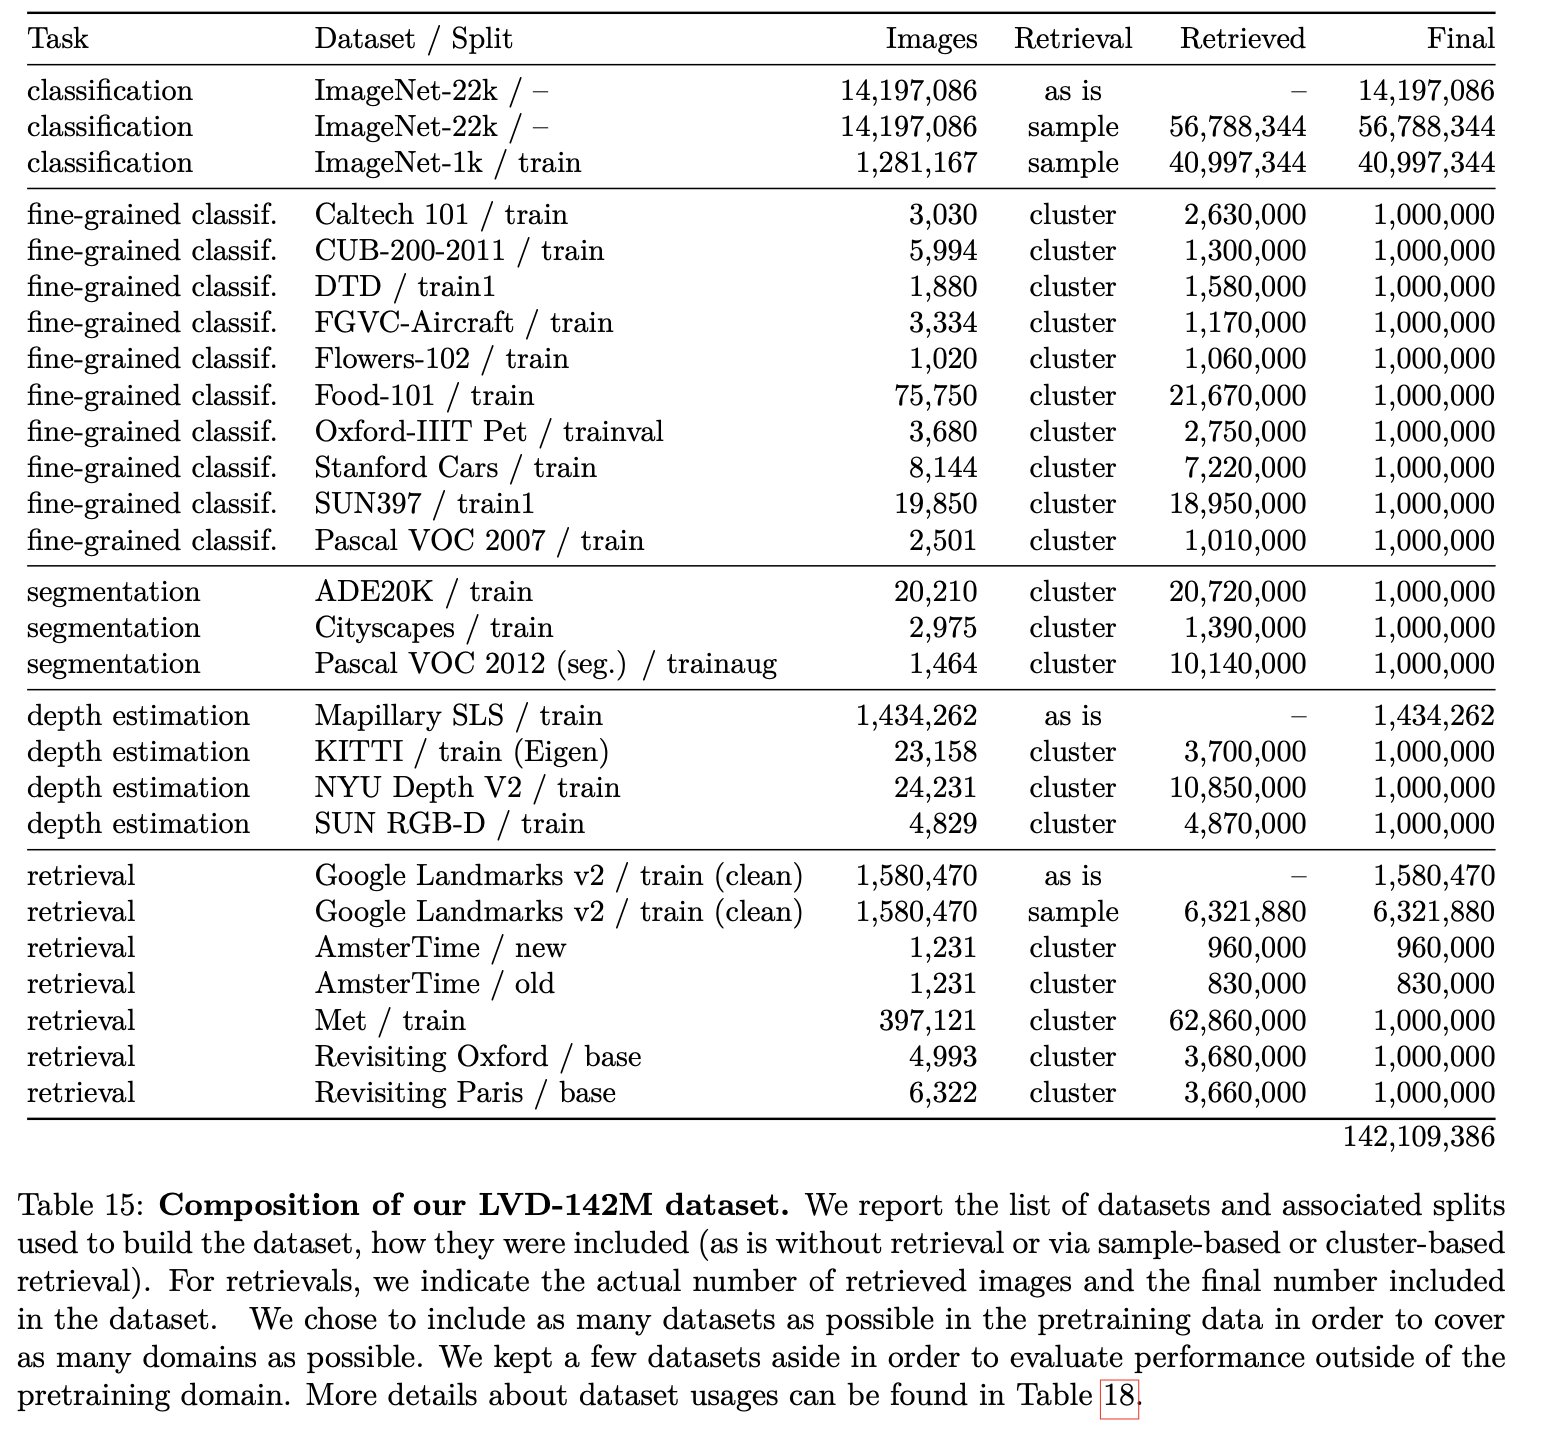 Task Dataset / Split Images Retrieval Retrieved Final
classification ImageNet-22k / – 14,197,086 as is – 14,197,086
classification ImageNet-22k / – 14,197,086 sample 56,788,344 56,788,344
classification ImageNet-1k / train 1,281,167 sample 40,997,344 40,997,344
fine-grained classif. Caltech 101 / train 3,030 cluster 2,630,000 1,000,000
fine-grained classif. CUB-200-2011 / train 5,994 cluster 1,300,000 1,000,000
fine-grained classif. DTD / train1 1,880 cluster 1,580,000 1,000,000
fine-grained classif. FGVC-Aircraft / train 3,334 cluster 1,170,000 1,000,000
fine-grained classif. Flowers-102 / train 1,020 cluster 1,060,000 1,000,000
fine-grained classif. Food-101 / train 75,750 cluster 21,670,000 1,000,000
fine-grained classif. Oxford-IIIT Pet / trainval 3,680 cluster 2,750,000 1,000,000
fine-grained classif. Stanford Cars / train 8,144 cluster 7,220,000 1,000,000
fine-grained classif. SUN397 / train1 19,850 cluster 18,950,000 1,000,000
fine-grained classif. Pascal VOC 2007 / train 2,501 cluster 1,010,000 1,000,000
segmentation ADE20K / train 20,210 cluster 20,720,000 1,000,000
segmentation Cityscapes / train 2,975 cluster 1,390,000 1,000,000
segmentation Pascal VOC 2012 (seg.) / trainaug 1,464 cluster 10,140,000 1,000,000
depth estimation Mapillary SLS / train 1,434,262 as is – 1,434,262
depth estimation KITTI / train (Eigen) 23,158 cluster 3,700,000 1,000,000
depth estimation NYU Depth V2 / train 24,231 cluster 10,850,000 1,000,000
depth estimation SUN RGB-D / train 4,829 cluster 4,870,000 1,000,000
retrieval Google Landmarks v2 / train (clean) 1,580,470 as is – 1,580,470
retrieval Google Landmarks v2 / train (clean) 1,580,470 sample 6,321,880 6,321,880
retrieval AmsterTime / new 1,231 cluster 960,000 960,000
retrieval AmsterTime / old 1,231 cluster 830,000 830,000
retrieval Met / train 397,121 cluster 62,860,000 1,000,000
retrieval Revisiting Oxford / base 4,993 cluster 3,680,000 1,000,000
retrieval Revisiting Paris / base 6,322 cluster 3,660,000 1,000,000
142,109,386
Table 15: Composition of our LVD-142M dataset. We report the list of datasets and associated splits
used to build the dataset, how they were included (as is without retrieval or via sample-based or cluster-based
retrieval). For retrievals, we indicate the actual number of retrieved images and the final number included
in the dataset. We chose to include as many datasets as possible in the pretraining data in order to cover
as many domains as possible. We kept a few datasets aside in order to evaluate performance outside of the
pretraining domain. More details about dataset usages can be found in Table 18.